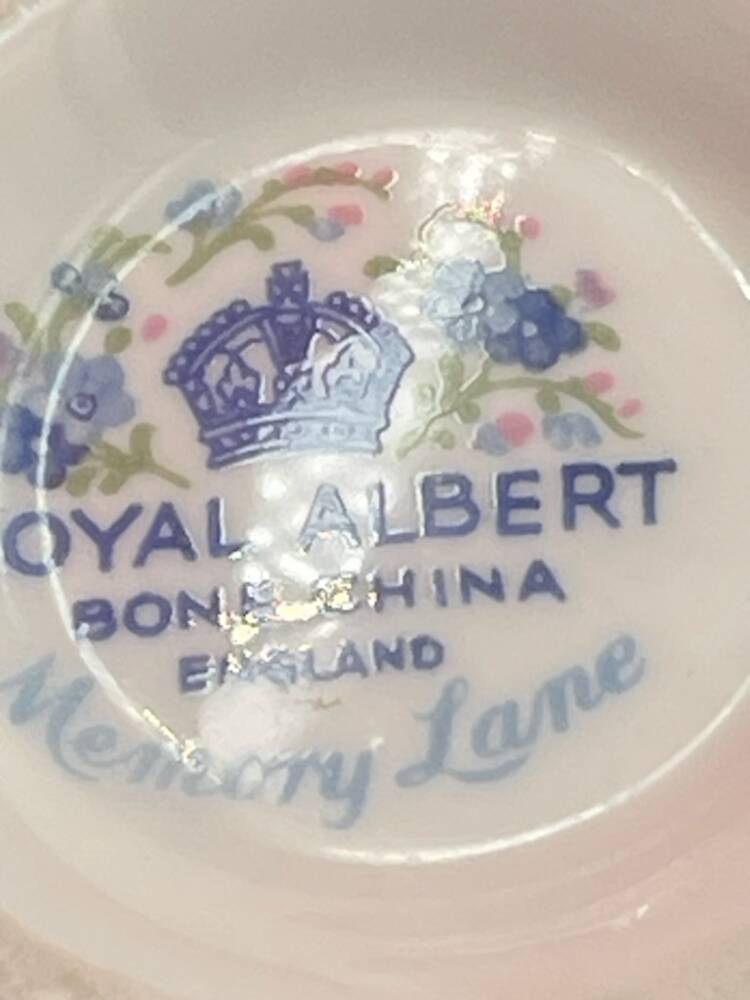 OYAL ALBERT
BONE CHINA
ENGLAND
Memory Lane